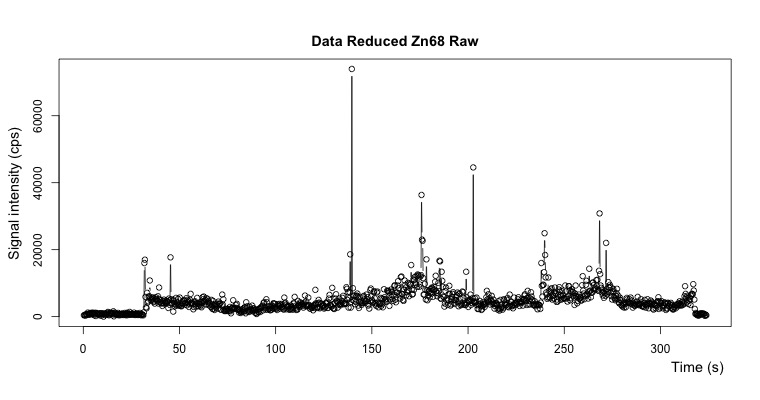 Data Reduced Zn68 Raw
Signal intensity (cps)
60000
40000
20000
0
0 50 100 150 200 250 300
Time (s)